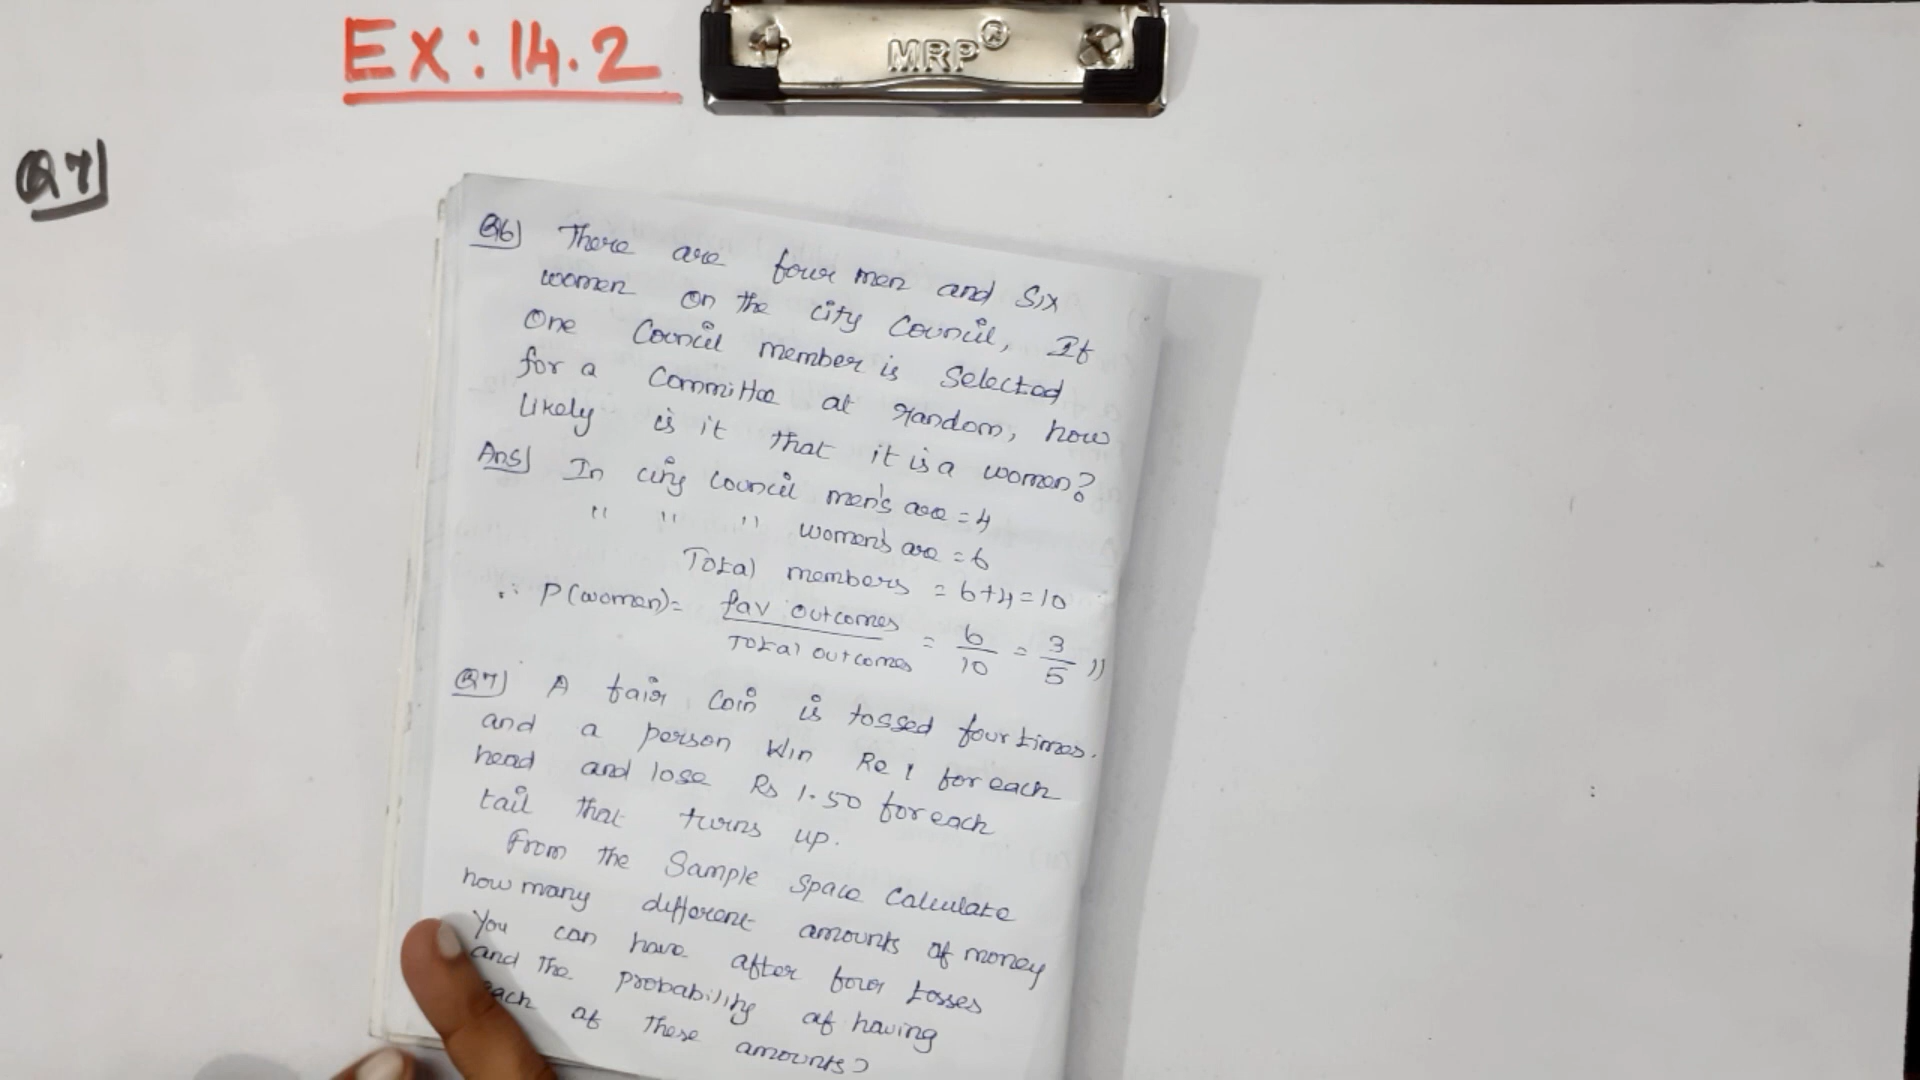 Ex: 14.2
MRP®
Q7)
Q6) There are four men and Six
women on the city Council, If
One Council member is Selected
for a Committee at random, how
likely is it that it is a women?
Ans) In city Council men's are = 4
" " " women's are = 6
Total members = 6+4=10
∴ P(women)= fav outcomes / Total outcomes = 6/10 = 3/5 //
Q7) A fair Coin is tossed four times.
and a person Win Re 1 for each
head and lose Rs 1.50 for each
tail that turns up.
From the Sample Space Calculate
how many different amounts of money
You can have after four tosses
and The probability of having
each of These amounts?